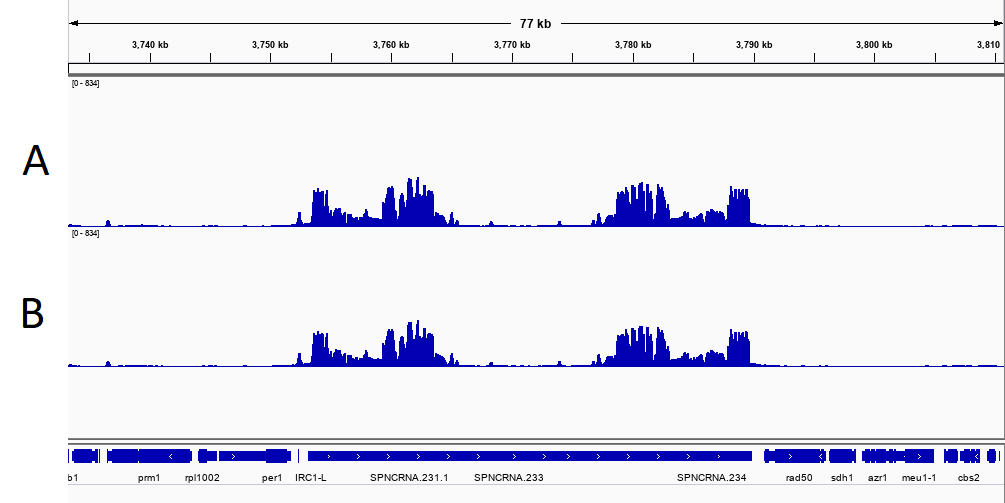 77 kb
3,740 kb 3,750 kb 3,760 kb 3,770 kb 3,780 kb 3,790 kb 3,800 kb 3,810
[0 - 834]
A
[0 - 834]
B
b1 prm1 rpl1002 per1 IRC1-L SPNCRNA.231.1 SPNCRNA.233 SPNCRNA.234 rad50 sdh1 azr1 meu1-1 cbs2